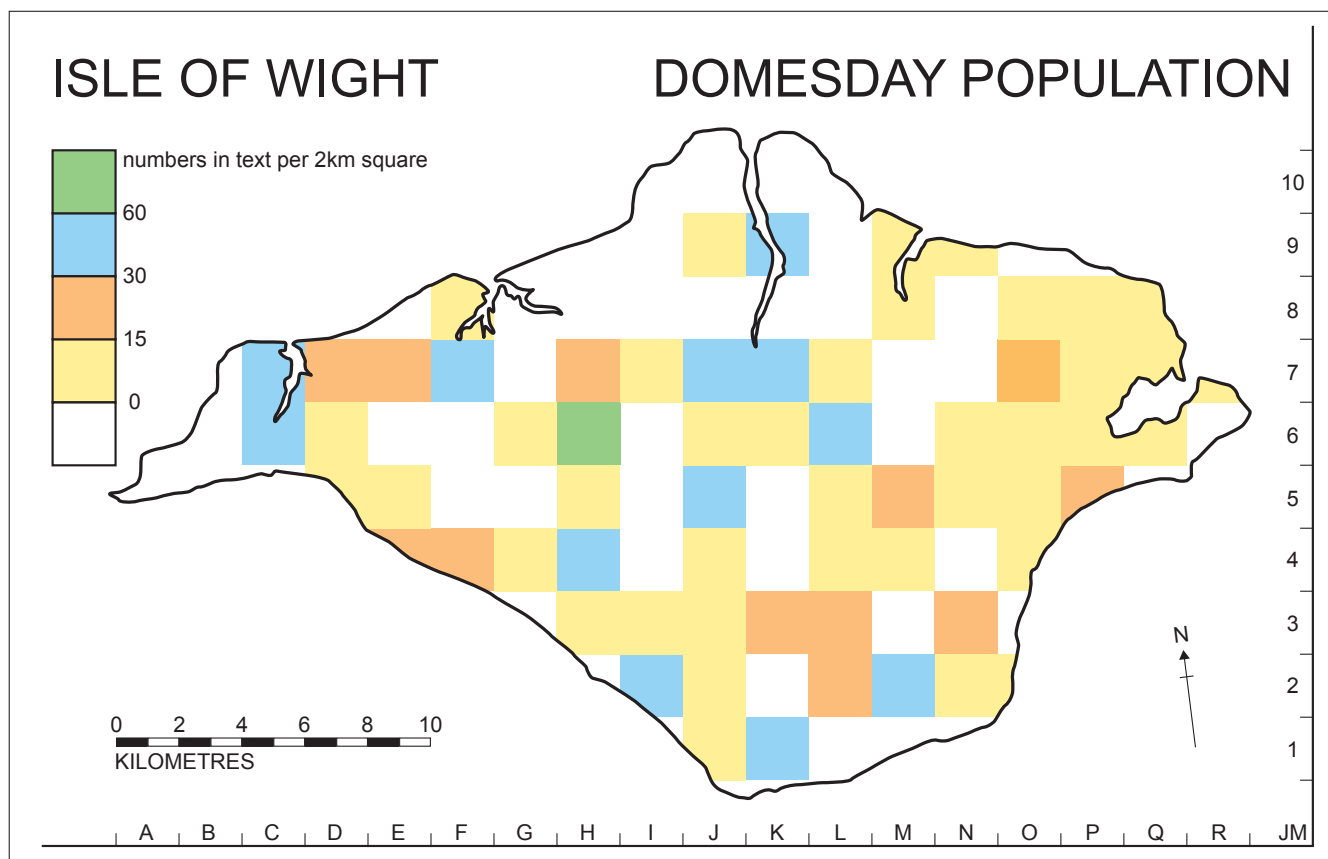 ISLE OF WIGHT
DOMESDAY POPULATION
numbers in text per 2km square
60
30
15
0
10
9
8
7
6
5
4
3
2
1
N
0 2 4 6 8 10
KILOMETRES
A B C D E F G H I J K L M N O P Q R JM